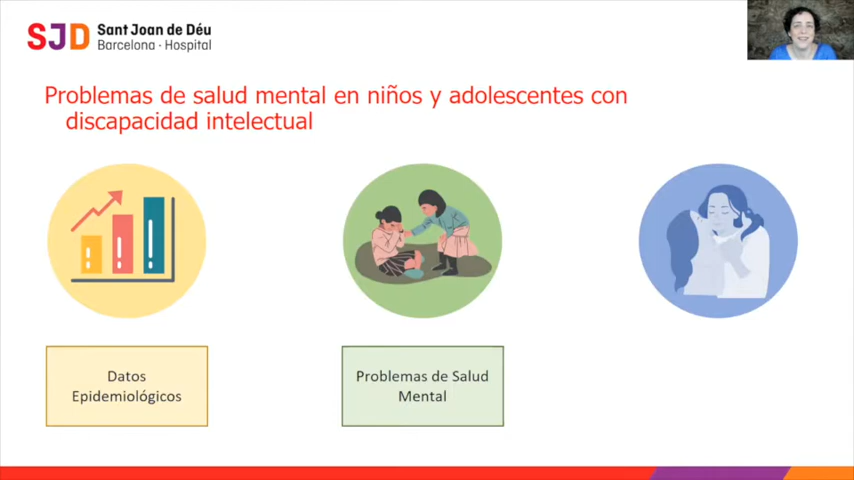 SJD Sant Joan de Déu
Barcelona · Hospital
Problemas de salud mental en niños y adolescentes con
discapacidad intelectual
Datos
Epidemiológicos
Problemas de Salud
Mental